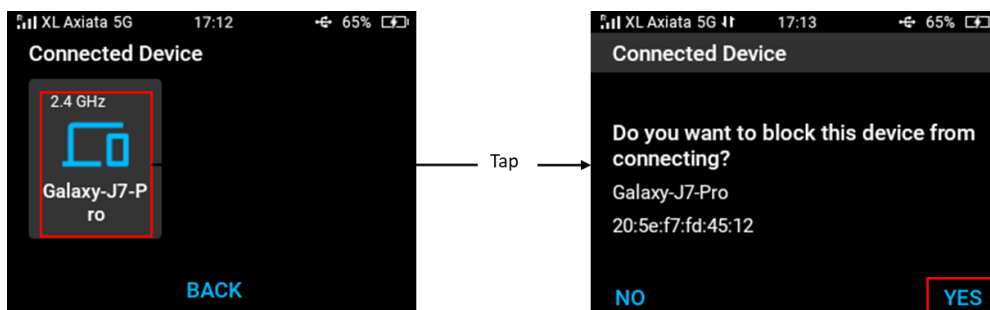 R XL Axiata 5G 17:12 65%
Connected Device
2.4 GHz
Galaxy-J7-P
ro
BACK
Tap
R XL Axiata 5G 17:13 65%
Connected Device
Do you want to block this device from
connecting?
Galaxy-J7-Pro
20:5e:f7:fd:45:12
NO YES